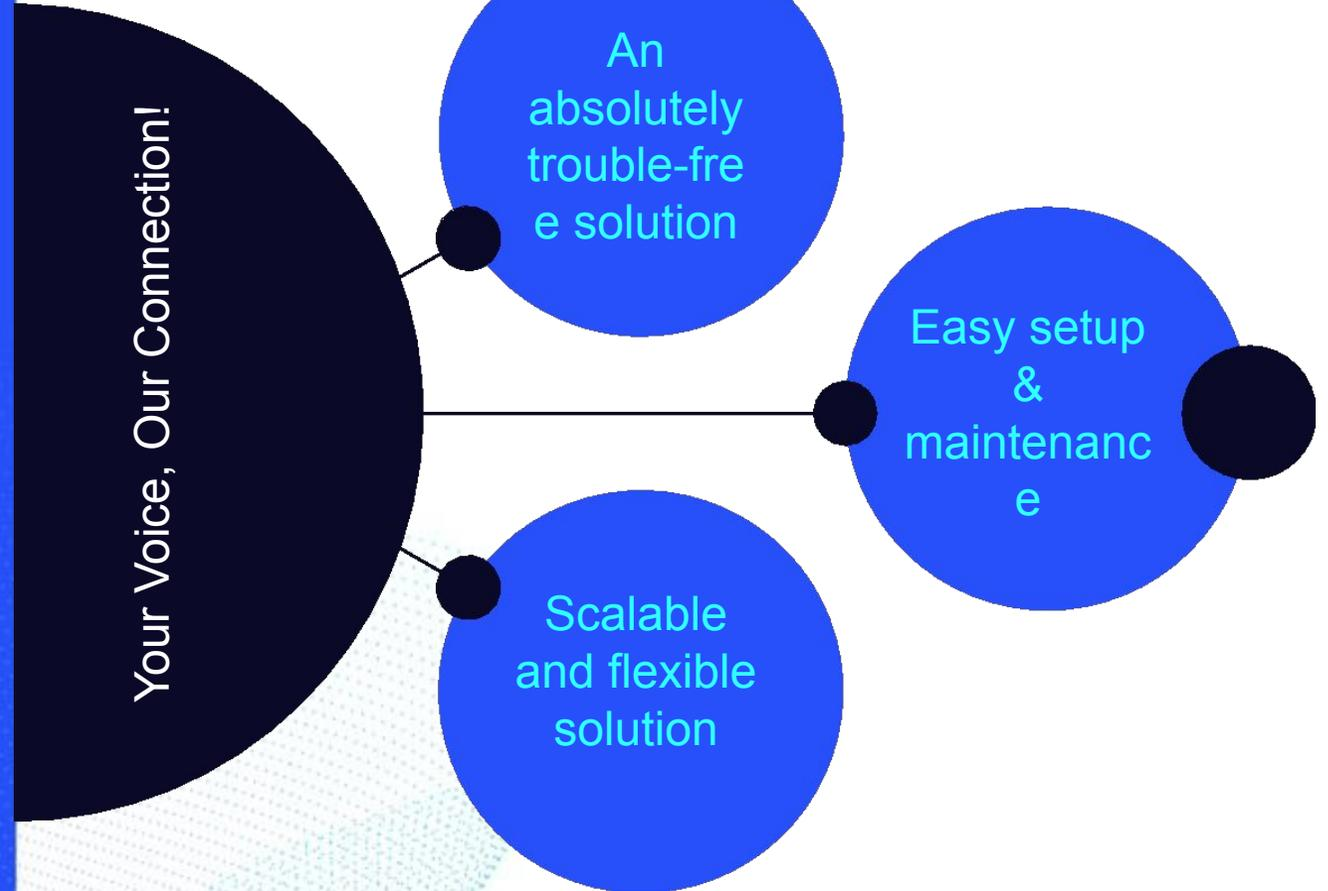 Your Voice, Our Connection!
An
absolutely
trouble-fre
e solution
Easy setup
&
maintenanc
e
Scalable
and flexible
solution